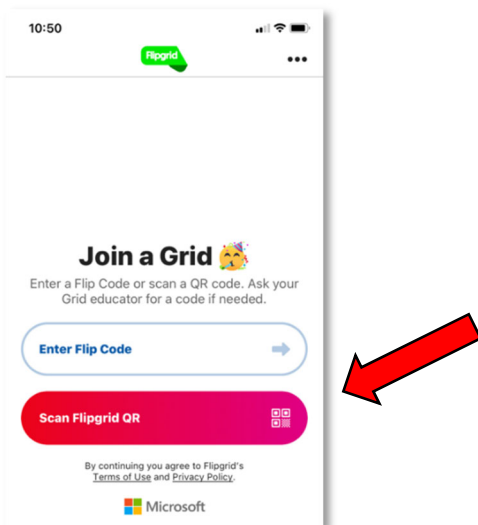 10:50
Flipgrid
Join a Grid
Enter a Flip Code or scan a QR code. Ask your
Grid educator for a code if needed.
Enter Flip Code
Scan Flipgrid QR
By continuing you agree to Flipgrid's
Terms of Use and Privacy Policy.
Microsoft